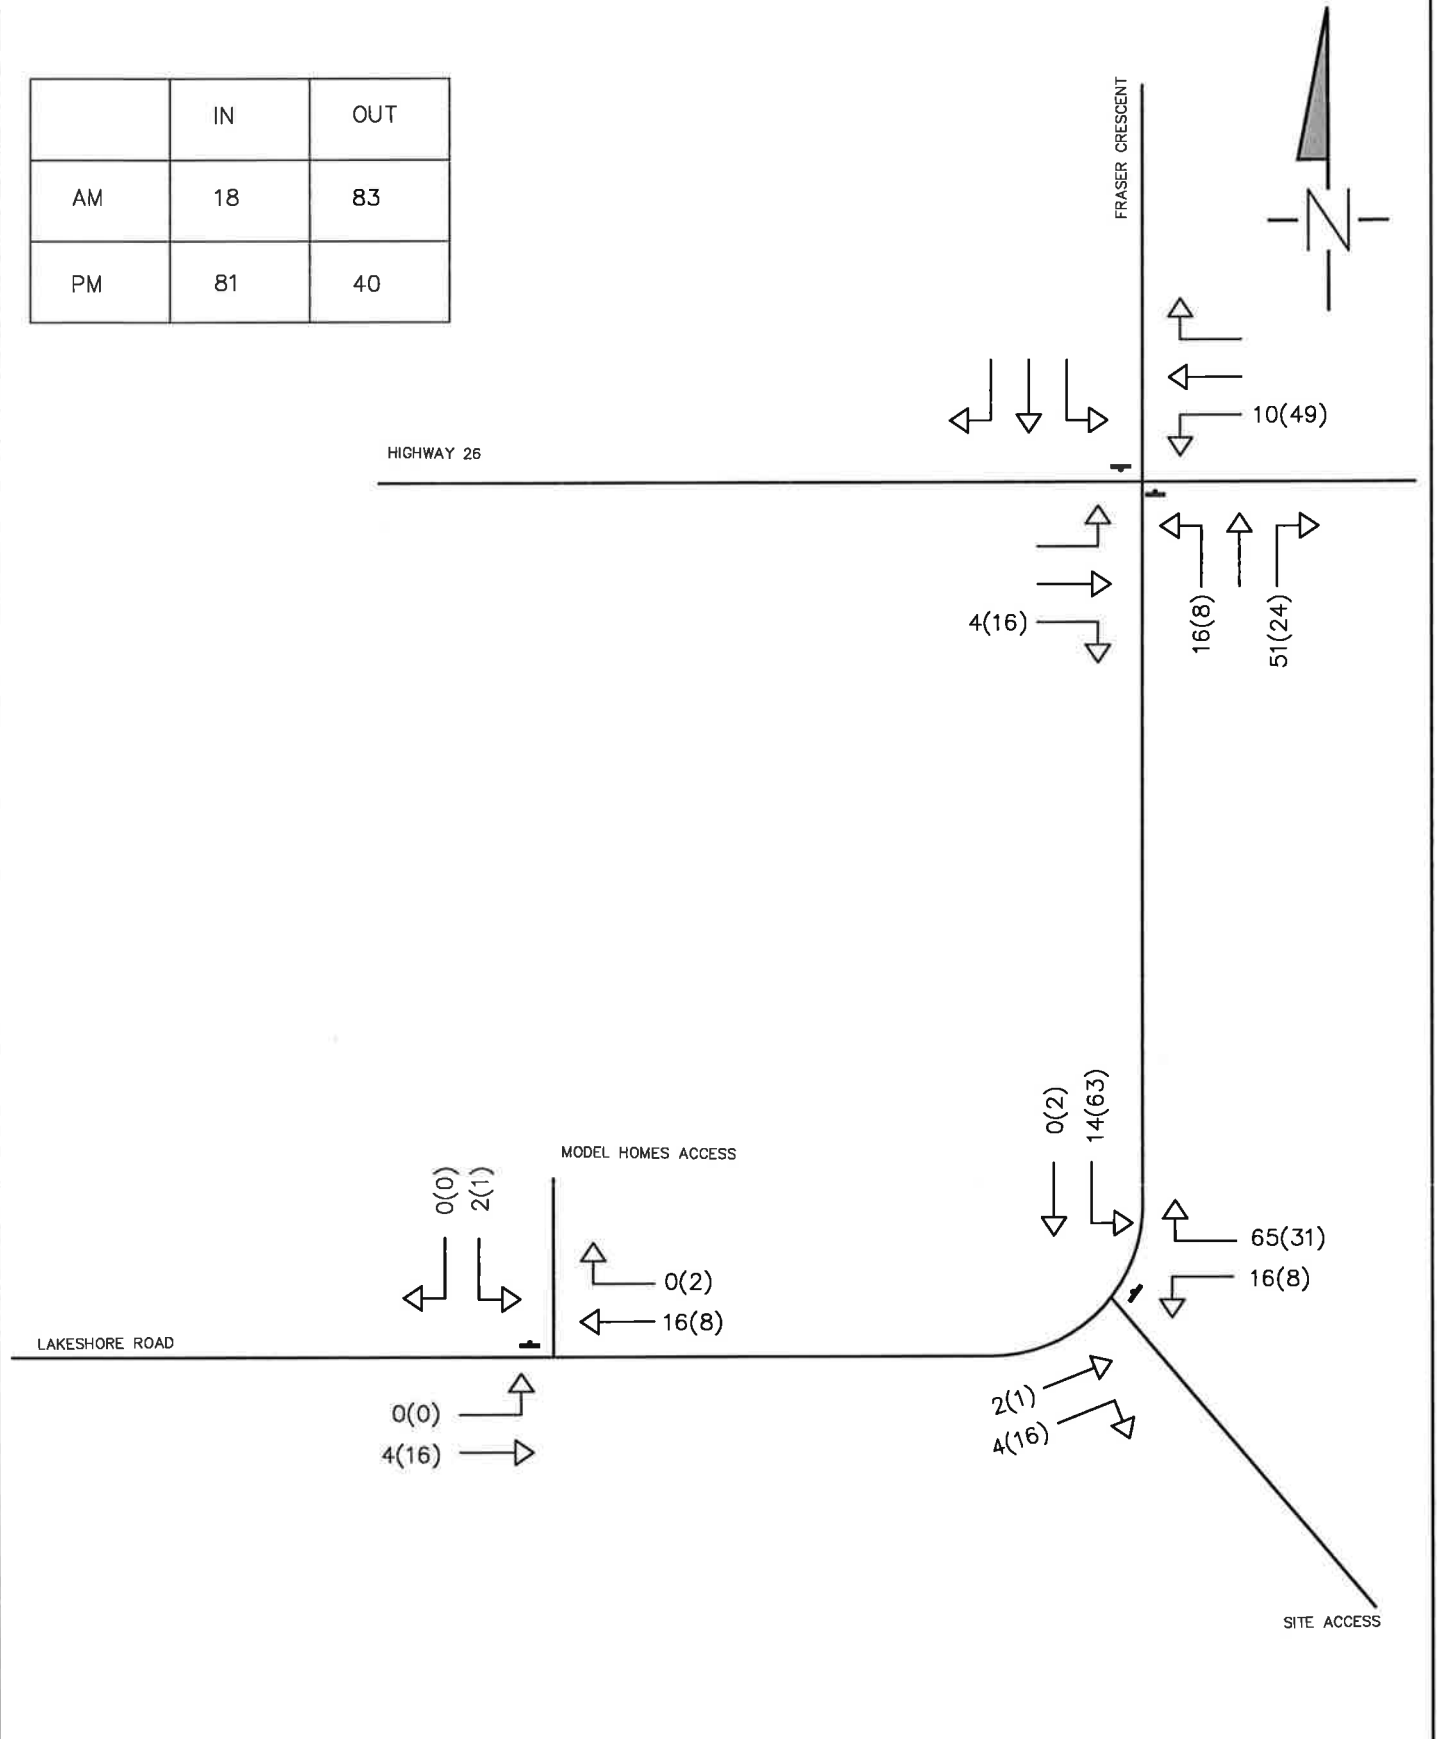 IN OUT
AM 18 83
PM 81 40
FRASER CRESCENT
N
10(49)
HIGHWAY 26
4(16)
16(8)
51(24)
0(2)
14(63)
MODEL HOMES ACCESS
0(0)
2(1)
65(31)
16(8)
0(2)
16(8)
LAKESHORE ROAD
2(1)
4(16)
0(0)
4(16)
SITE ACCESS